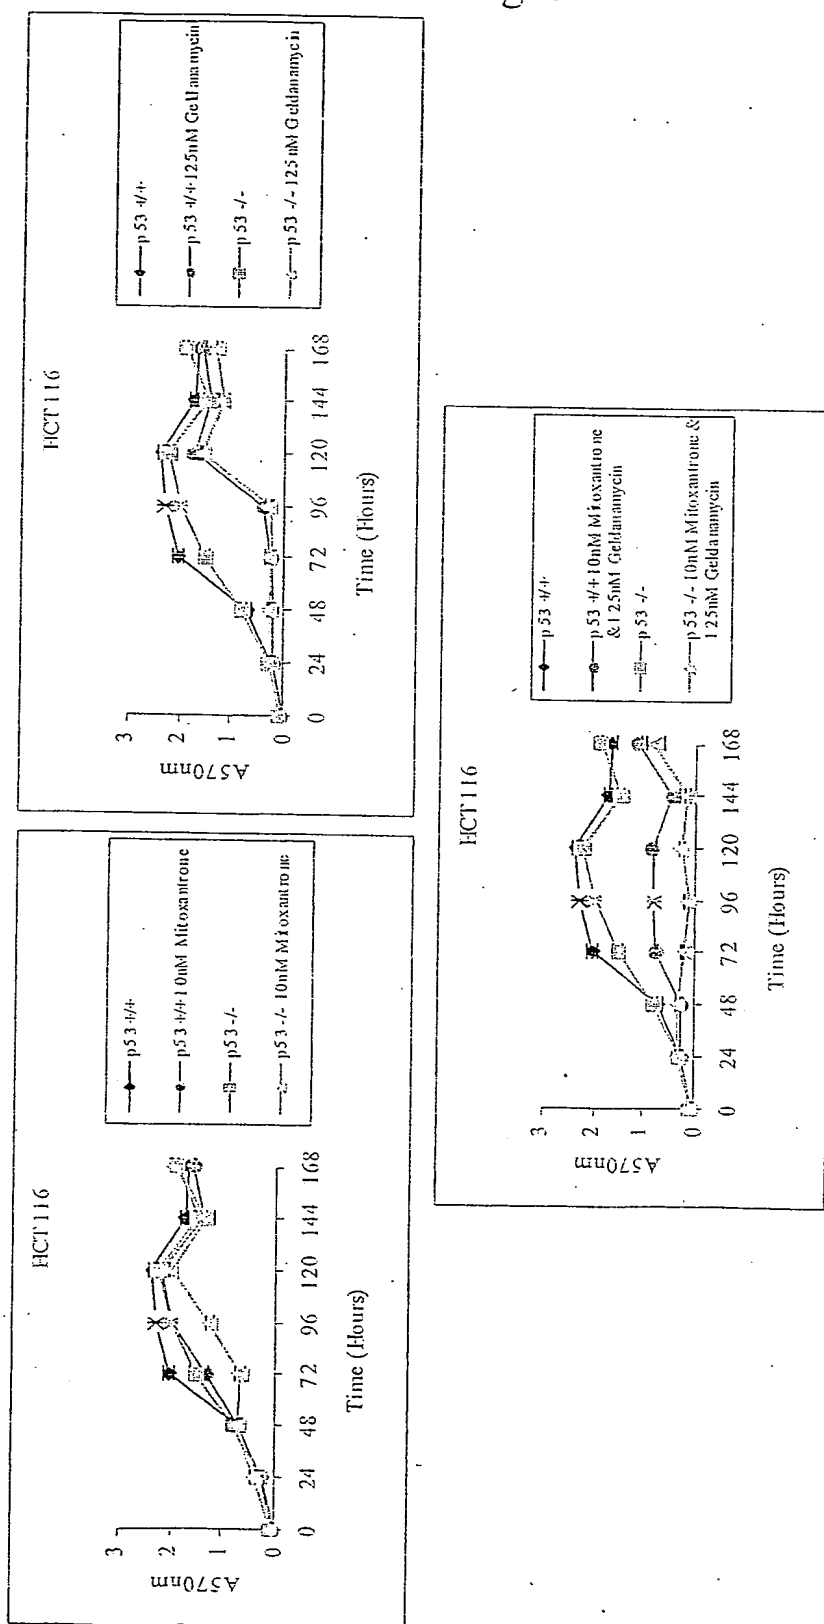 HCT116
3
2
1
0
A570nm
0 24 48 72 96 120 144 168
Time (Hours)
p53 +/+
p53 +/+ 10nM Mitoxantrone
p53 -/-
p53 -/- 10nM Mitoxantrone
HCT116
3
2
1
0
A570nm
0 24 48 72 96 120 144 168
Time (Hours)
p53 +/+
p53 +/+ 125nM Geldanamycin
p53 -/-
p53 -/- 125nM Geldanamycin
HCT116
3
2
1
0
A570nm
0 24 48 72 96 120 144 168
Time (Hours)
p53 +/+
p53 +/+ 10nM Mitoxantrone
& 125nM Geldanamycin
p53 -/-
p53 -/- 10nM Mitoxantrone &
125nM Geldanamycin